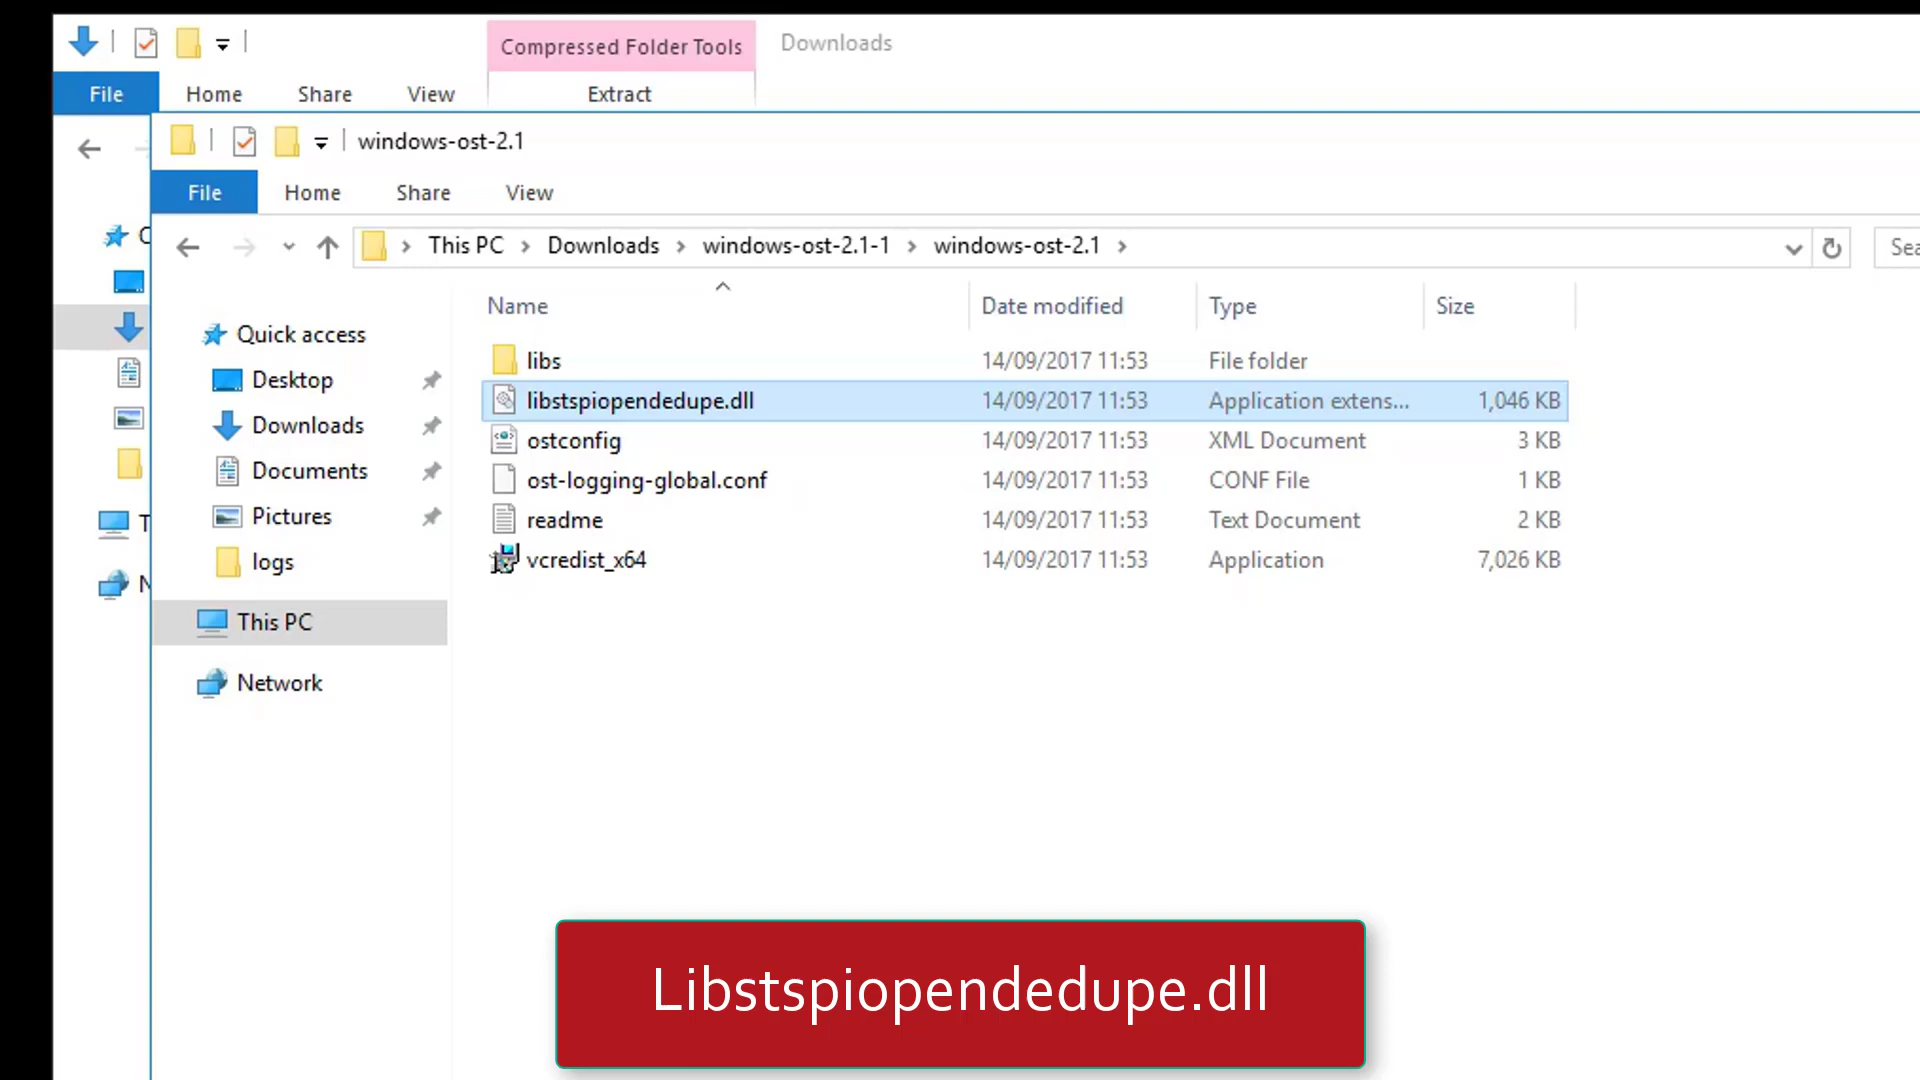 Compressed Folder Tools
Downloads
File
Home
Share
View
Extract
windows-ost-2.1
File
Home
Share
View
This PC
Downloads
windows-ost-2.1-1
windows-ost-2.1
Sea
Name
Date modified
Type
Size
Quick access
Desktop
Downloads
Documents
Pictures
logs
This PC
Network
libs 14/09/2017 11:53 File folder
libstspiopendedupe.dll 14/09/2017 11:53 Application extens... 1,046 KB
ostconfig 14/09/2017 11:53 XML Document 3 KB
ost-logging-global.conf 14/09/2017 11:53 CONF File 1 KB
readme 14/09/2017 11:53 Text Document 2 KB
vcredist_x64 14/09/2017 11:53 Application 7,026 KB
Libstspiopendedupe.dll